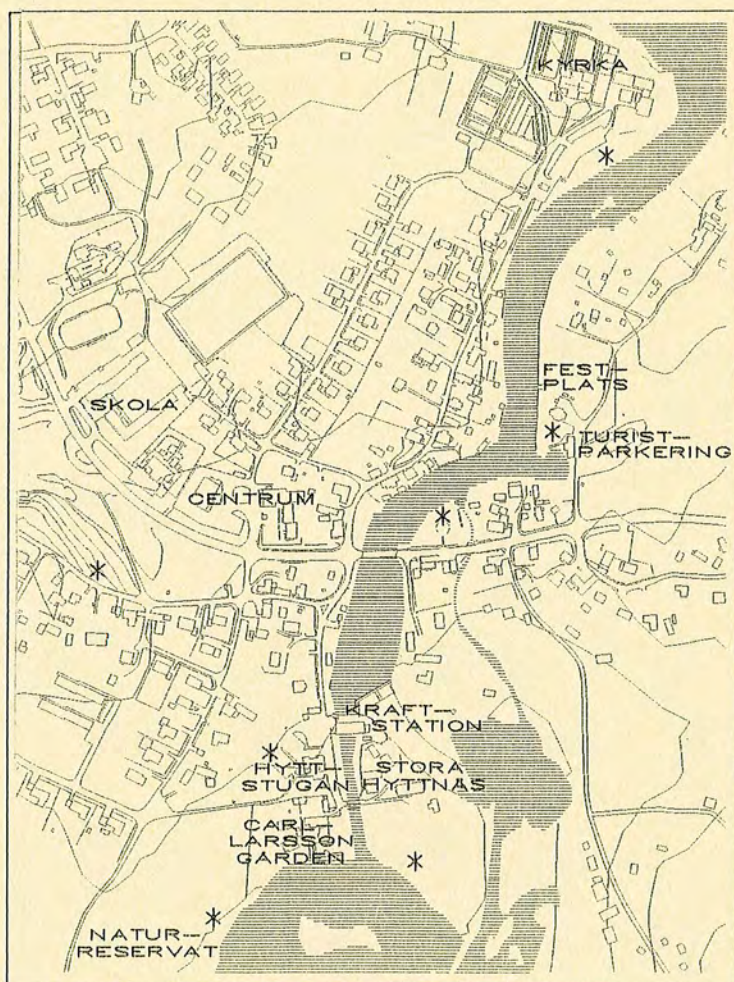 KYRKA
FEST-
PLATS
SKOLA
TURIST-
PARKERING
CENTRUM
KRAFT-
STATION
HYTT-
STUGAN
STORA
HYTTNÄS
CARL-
LARSSON
GÅRDEN
NATUR-
RESERVAT